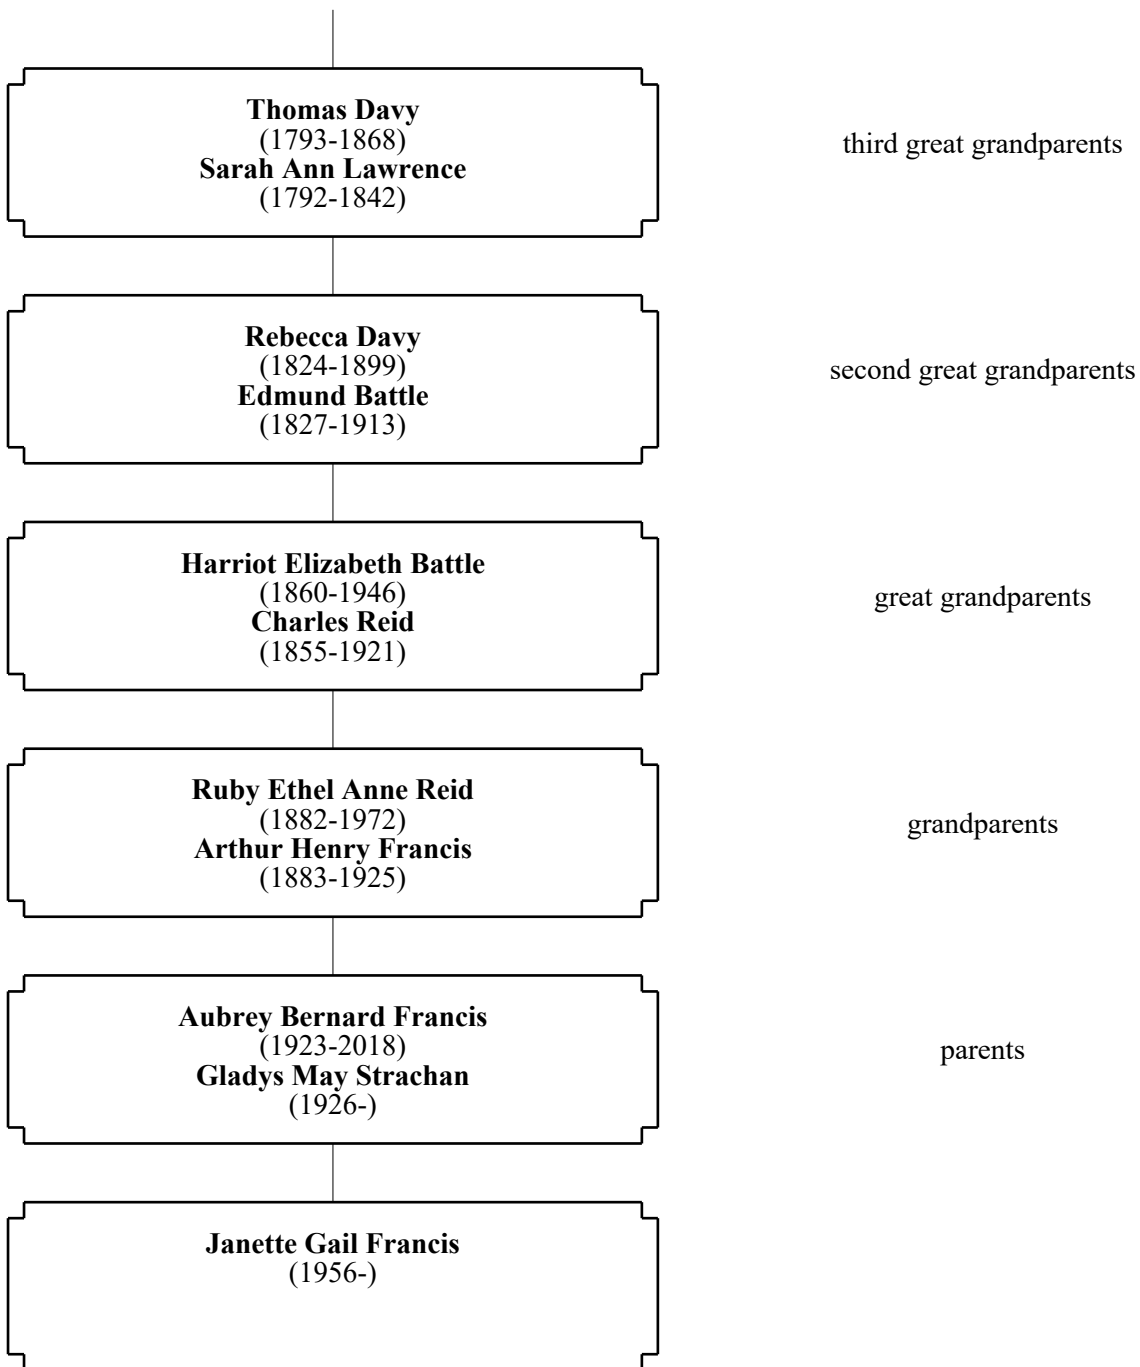 Thomas Davy
(1793-1868)
Sarah Ann Lawrence
(1792-1842)
third great grandparents
Rebecca Davy
(1824-1899)
Edmund Battle
(1827-1913)
second great grandparents
Harriot Elizabeth Battle
(1860-1946)
Charles Reid
(1855-1921)
great grandparents
Ruby Ethel Anne Reid
(1882-1972)
Arthur Henry Francis
(1883-1925)
grandparents
Aubrey Bernard Francis
(1923-2018)
Gladys May Strachan
(1926-)
parents
Janette Gail Francis
(1956-)